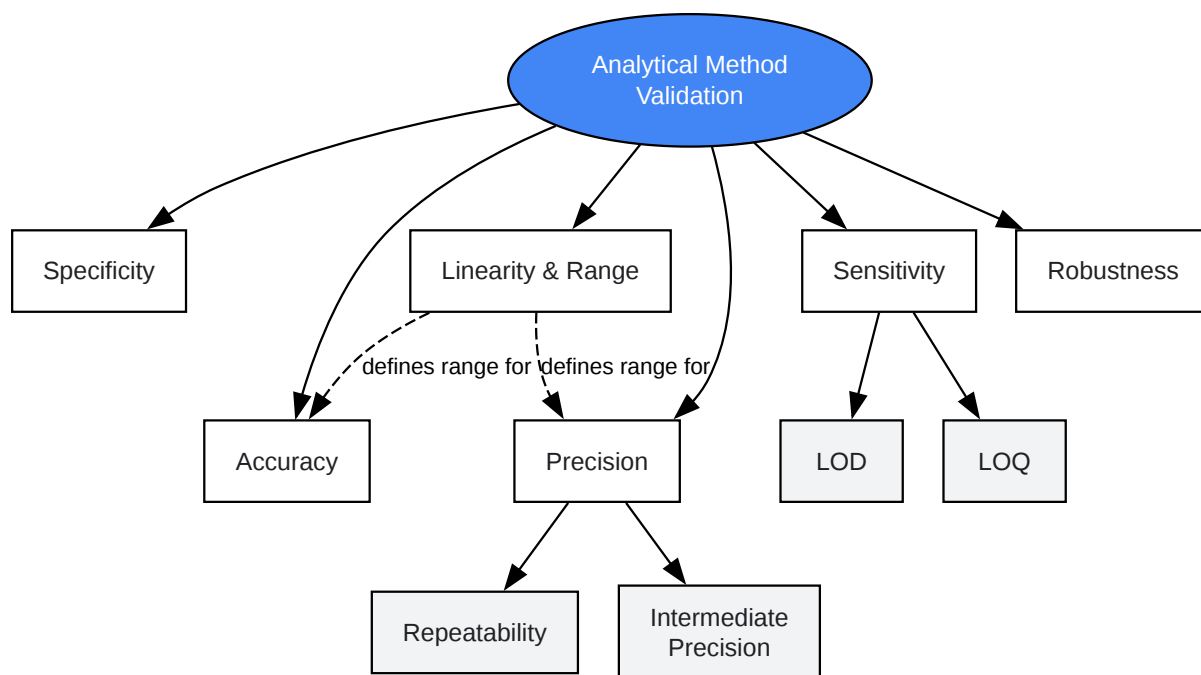 Analytical Method
Validation
Specificity
Linearity & Range
Sensitivity
Robustness
defines range for
defines range for
Accuracy
Precision
LOD
LOQ
Repeatability
Intermediate
Precision